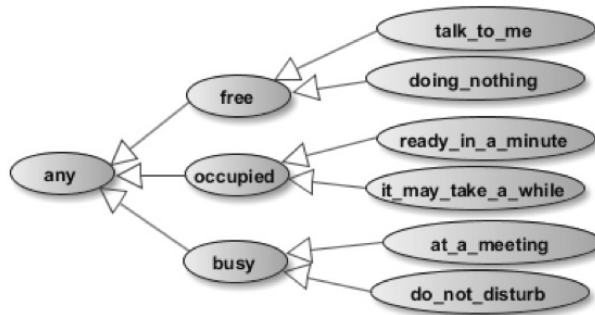 talk_to_me
doing_nothing
free
ready_in_a_minute
any
occupied
it_may_take_a_while
at_a_meeting
busy
do_not_disturb